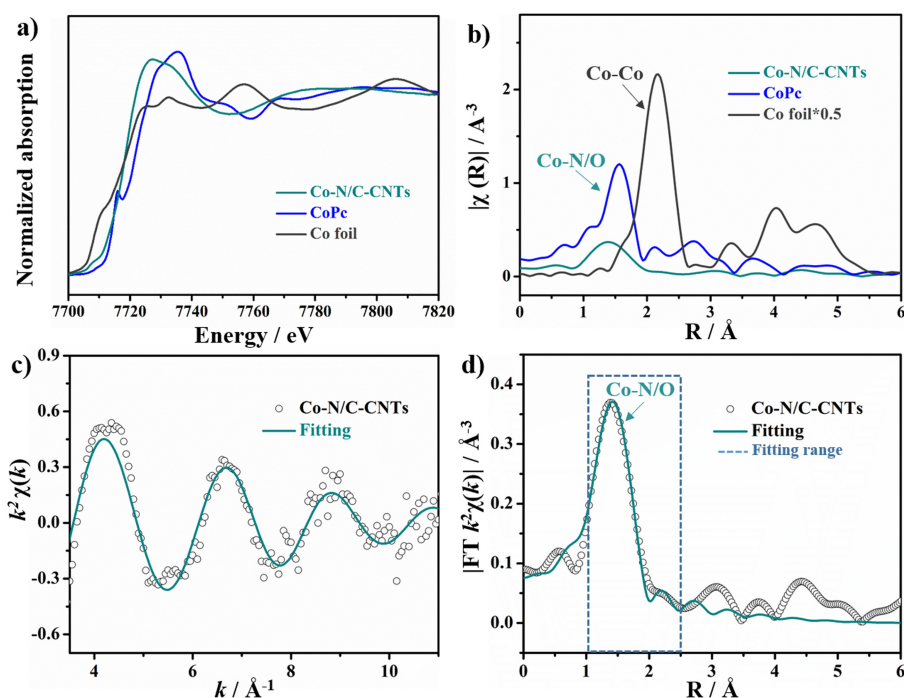 a)
Normalized absorption
Co-N/C-CNTs
CoPc
Co foil
7700 7720 7740 7760 7780 7800 7820
Energy / eV
b)
|χ (R)| / A⁻³
2
1
0
Co-Co
Co-N/O
Co-N/C-CNTs
CoPc
Co foil*0.5
0 1 2 3 4 5 6
R / Å
c)
k² χ(k)
0.9
0.6
0.3
0.0
-0.3
-0.6
Co-N/C-CNTs
Fitting
4 6 8 10
k / Å⁻¹
d)
|FT k²χ(k)| / Å⁻³
0.4
0.3
0.2
0.1
0.0
Co-N/O
Co-N/C-CNTs
Fitting
Fitting range
0 1 2 3 4 5 6
R / Å